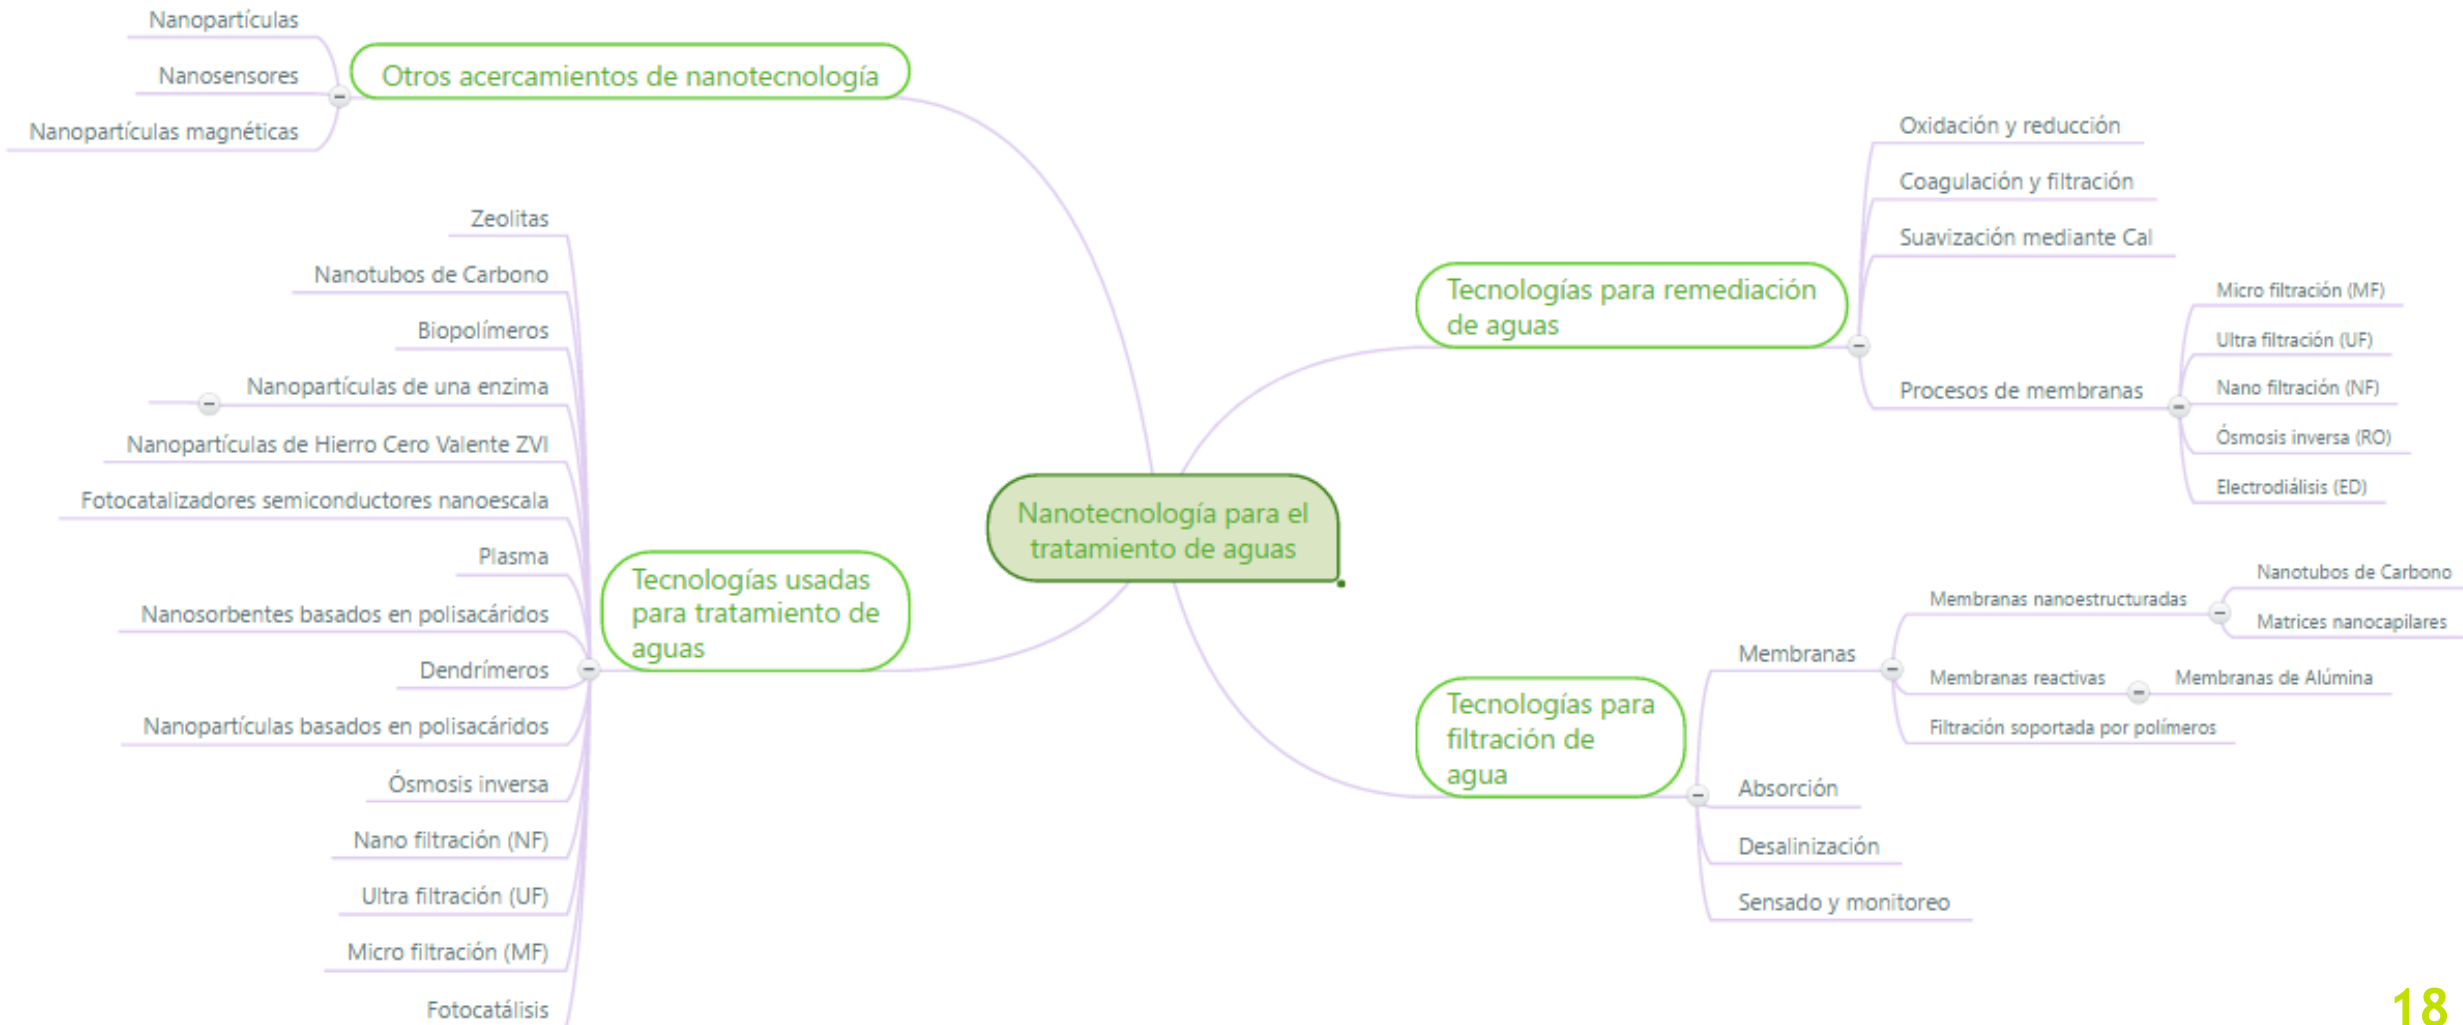 Nanopartículas
Nanosensores
Nanopartículas magnéticas
Otros acercamientos de nanotecnología
Zeolitas
Nanotubos de Carbono
Biopolímeros
Nanopartículas de una enzima
Nanopartículas de Hierro Cero Valente ZVI
Fotocatalizadores semiconductores nanoescala
Plasma
Nanosorbentes basados en polisacáridos
Dendrímeros
Nanopartículas basados en polisacáridos
Ósmosis inversa
Nano filtración (NF)
Ultra filtración (UF)
Micro filtración (MF)
Fotocatálisis
Tecnologías usadas
para tratamiento de
aguas
Nanotecnología para el
tratamiento de aguas
Tecnologías para remediación
de aguas
Oxidación y reducción
Coagulación y filtración
Suavización mediante Cal
Procesos de membranas
Micro filtración (MF)
Ultra filtración (UF)
Nano filtración (NF)
Ósmosis inversa (RO)
Electrodiálisis (ED)
Tecnologías para
filtración de
agua
Membranas
Membranas nanoestructuradas
Nanotubos de Carbono
Matrices nanocapilares
Membranas reactivas
Membranas de Alúmina
Filtración soportada por polímeros
Absorción
Desalinización
Sensado y monitoreo
18